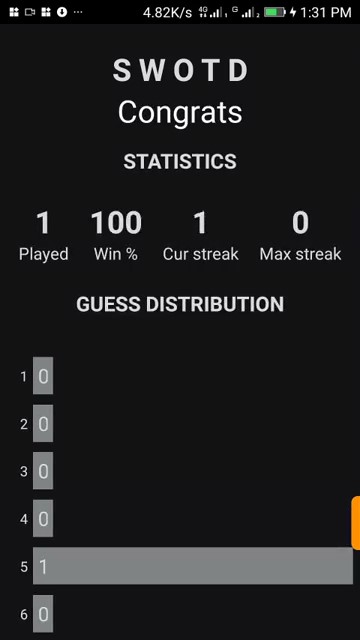 4.82K/s 4G G 1:31 PM
SWOTD
Congrats
STATISTICS
1 100 1 0
Played Win % Cur streak Max streak
GUESS DISTRIBUTION
1 0
2 0
3 0
4 0
5 1
6 0